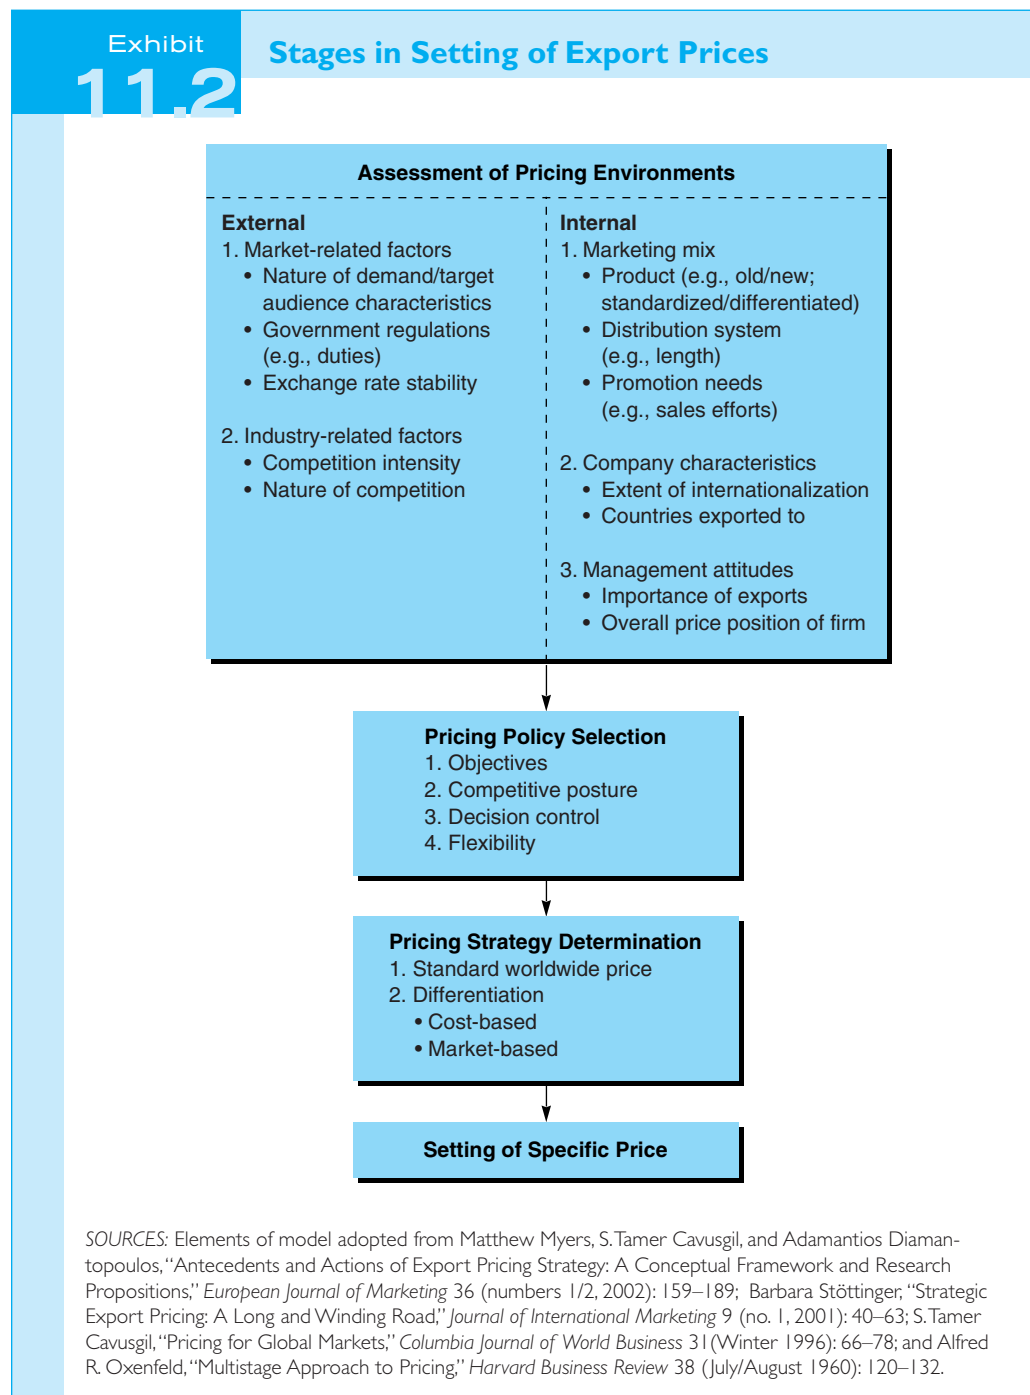 Exhibit
11.2
Stages in Setting of Export Prices
Assessment of Pricing Environments
External
1. Market-related factors
• Nature of demand/target
audience characteristics
• Government regulations
(e.g., duties)
• Exchange rate stability
2. Industry-related factors
• Competition intensity
• Nature of competition
Internal
1. Marketing mix
• Product (e.g., old/new;
standardized/differentiated)
• Distribution system
(e.g., length)
• Promotion needs
(e.g., sales efforts)
2. Company characteristics
• Extent of internationalization
• Countries exported to
3. Management attitudes
• Importance of exports
• Overall price position of firm
Pricing Policy Selection
1. Objectives
2. Competitive posture
3. Decision control
4. Flexibility
Pricing Strategy Determination
1. Standard worldwide price
2. Differentiation
• Cost-based
• Market-based
Setting of Specific Price
SOURCES: Elements of model adopted from Matthew Myers, S. Tamer Cavusgil, and Adamantios Diaman-
topoulos, “Antecedents and Actions of Export Pricing Strategy: A Conceptual Framework and Research
Propositions,” European Journal of Marketing 36 (numbers 1/2, 2002): 159–189; Barbara Stöttinger, “Strategic
Export Pricing: A Long and Winding Road,” Journal of International Marketing 9 (no. 1, 2001): 40–63; S. Tamer
Cavusgil, “Pricing for Global Markets,” Columbia Journal of World Business 31 (Winter 1996): 66–78; and Alfred
R. Oxenfeld, “Multistage Approach to Pricing,” Harvard Business Review 38 (July/August 1960): 120–132.